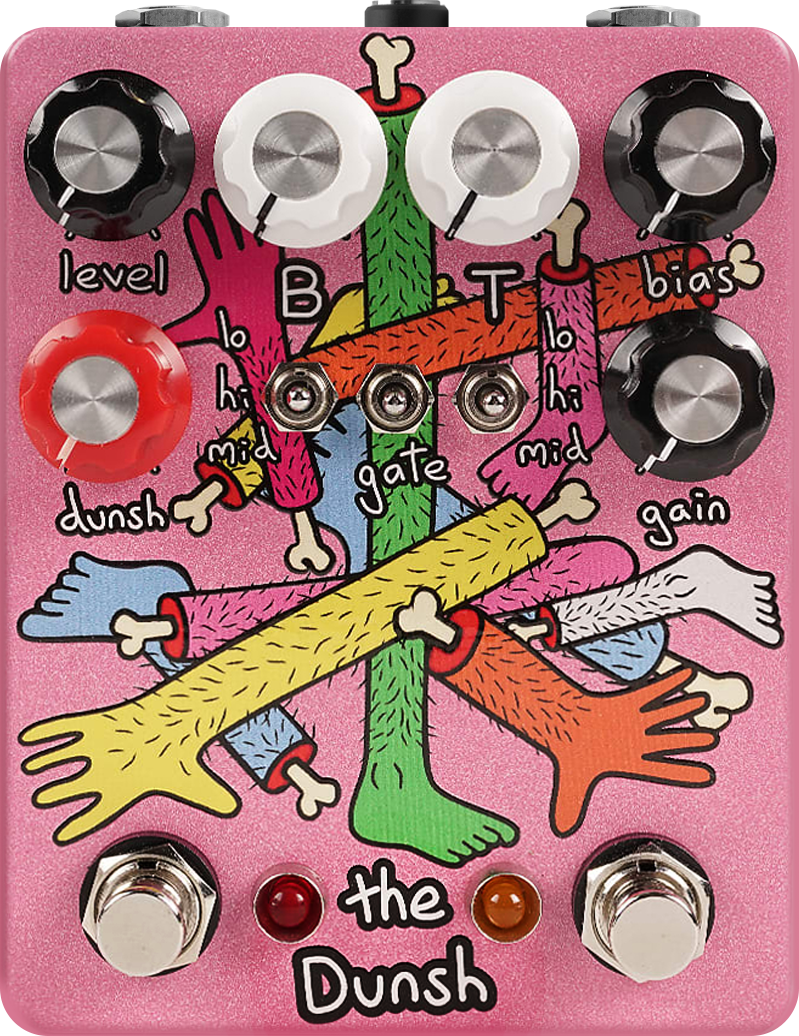 level
B
T
bias
lo
lo
hi
hi
mid
gate
mid
dunsh
gain
the
Dunsh